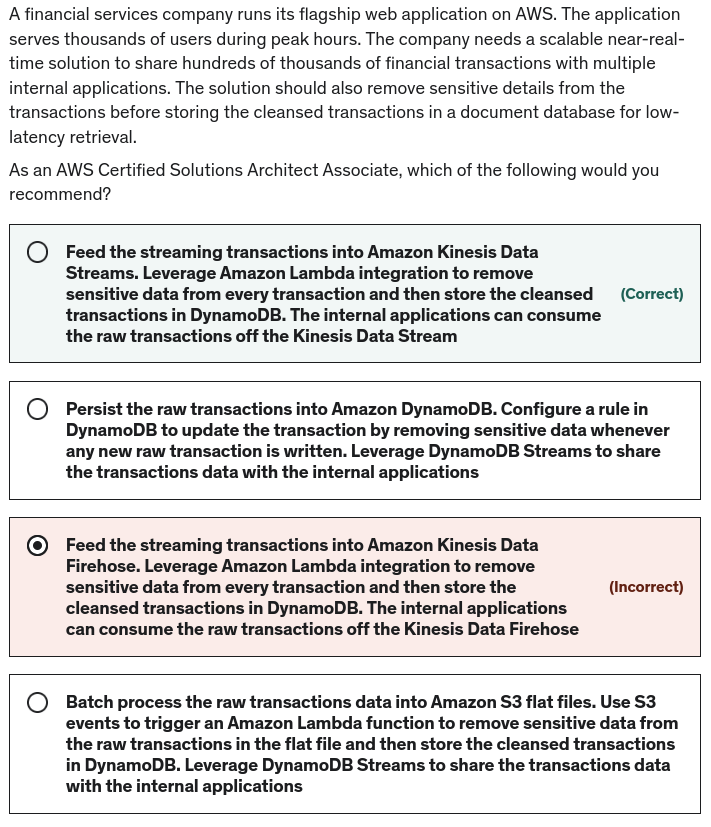 A financial services company runs its flagship web application on AWS. The application
serves thousands of users during peak hours. The company needs a scalable near-real-
time solution to share hundreds of thousands of financial transactions with multiple
internal applications. The solution should also remove sensitive details from the
transactions before storing the cleansed transactions in a document database for low-
latency retrieval.
As an AWS Certified Solutions Architect Associate, which of the following would you
recommend?
Feed the streaming transactions into Amazon Kinesis Data
Streams. Leverage Amazon Lambda integration to remove
sensitive data from every transaction and then store the cleansed
transactions in DynamoDB. The internal applications can consume
the raw transactions off the Kinesis Data Stream
(Correct)
Persist the raw transactions into Amazon DynamoDB. Configure a rule in
DynamoDB to update the transaction by removing sensitive data whenever
any new raw transaction is written. Leverage DynamoDB Streams to share
the transactions data with the internal applications
Feed the streaming transactions into Amazon Kinesis Data
Firehose. Leverage Amazon Lambda integration to remove
sensitive data from every transaction and then store the
cleansed transactions in DynamoDB. The internal applications
can consume the raw transactions off the Kinesis Data Firehose
(Incorrect)
Batch process the raw transactions data into Amazon S3 flat files. Use S3
events to trigger an Amazon Lambda function to remove sensitive data from
the raw transactions in the flat file and then store the cleansed transactions
in DynamoDB. Leverage DynamoDB Streams to share the transactions data
with the internal applications